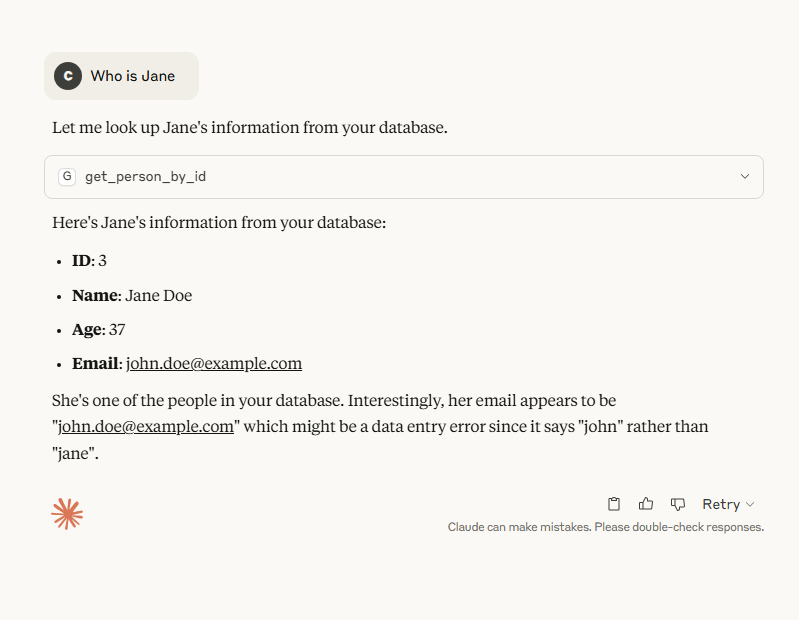 C Who is Jane
Let me look up Jane's information from your database.
G get_person_by_id
Here's Jane's information from your database:
• ID: 3
• Name: Jane Doe
• Age: 37
• Email: john.doe@example.com
She's one of the people in your database. Interestingly, her email appears to be
"john.doe@example.com" which might be a data entry error since it says "john" rather than
"jane".
Retry
Claude can make mistakes. Please double-check responses.